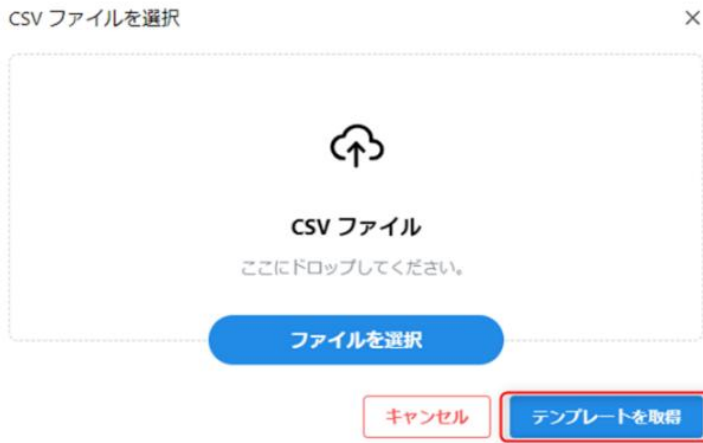 CSV ファイルを選択
CSV ファイル
ここにドロップしてください。
ファイルを選択
キャンセル
テンプレートを取得